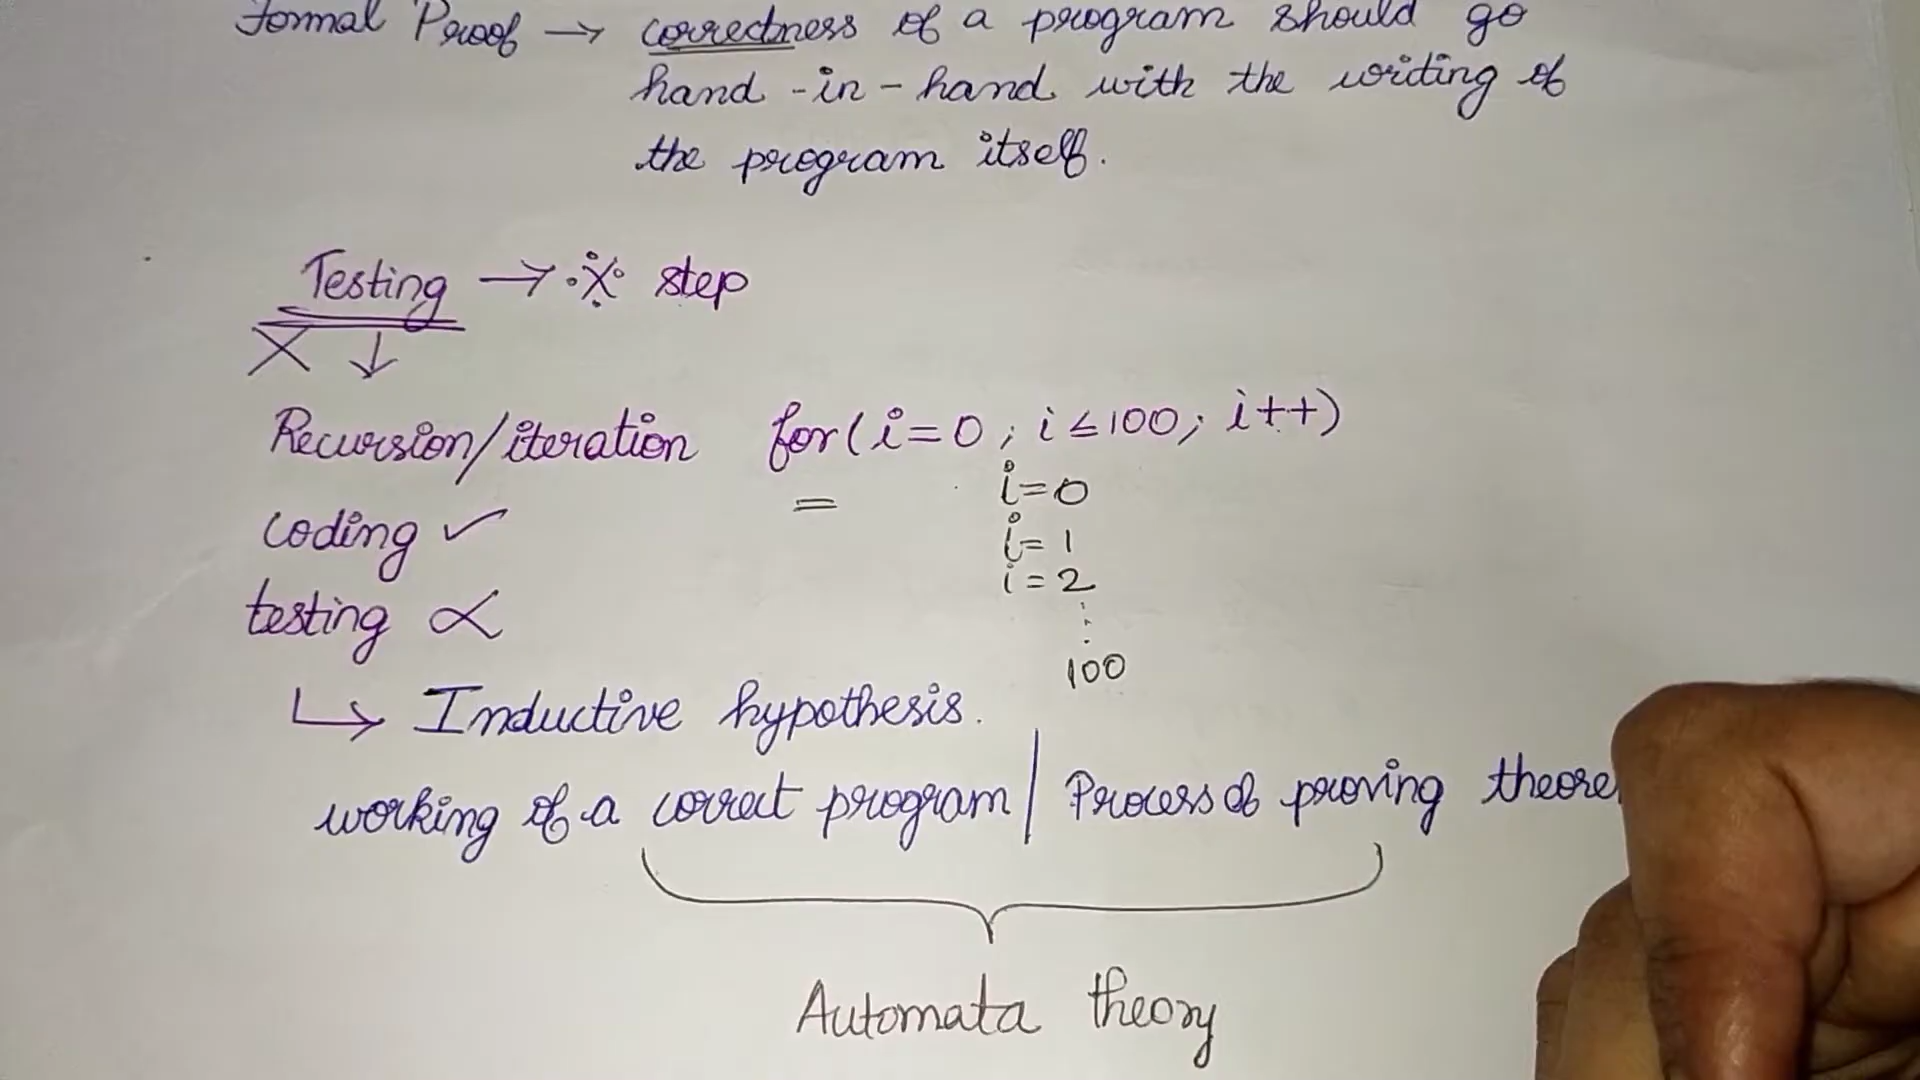 Formal Proof → correctness of a program should go
hand-in-hand with the writing of
the program itself.
Testing → step
X ↓
Recursion/iteration for(i=0; i≤100; i++)
=
i=0
coding ✓
i=1
i=2
testing ∝
⋮
100
↳ Inductive hypothesis.
working of a correct program | Process of proving theore
Automata theory